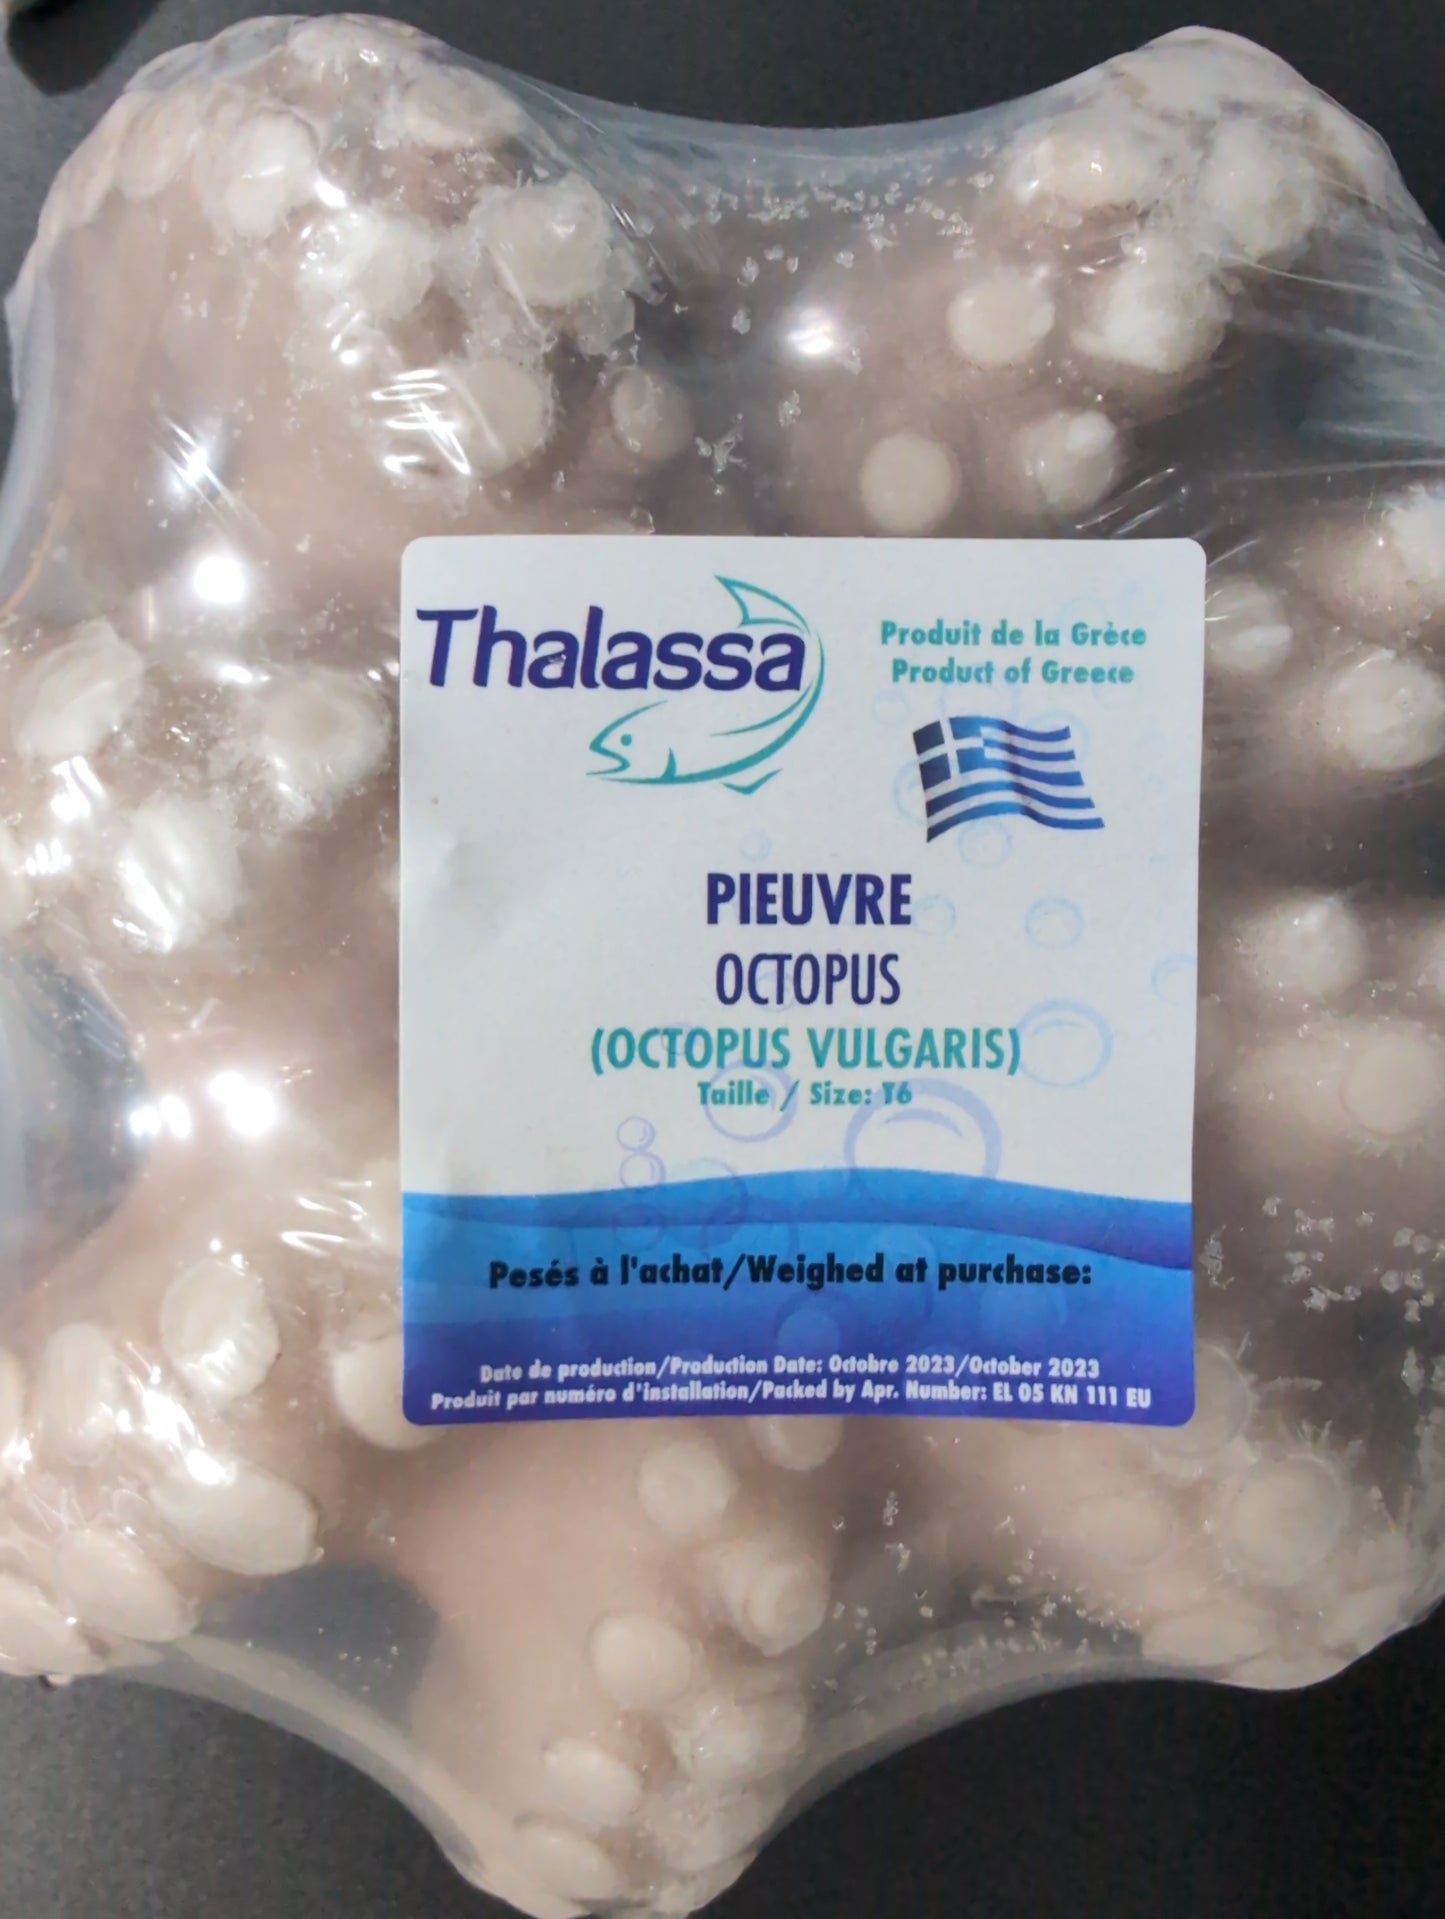 Thalassa
Produit de la Grèce
Product of Greece
PIEUVRE
OCTOPUS
(OCTOPUS VULGARIS)
Taille / Size: T6
Pesés à l'achat/Weighed at purchase:
Date de production/Production Date: Octobre 2023/October 2023
Produit par numéro d'installation/Packed by Apr. Number: EL 05 KN 111 EU